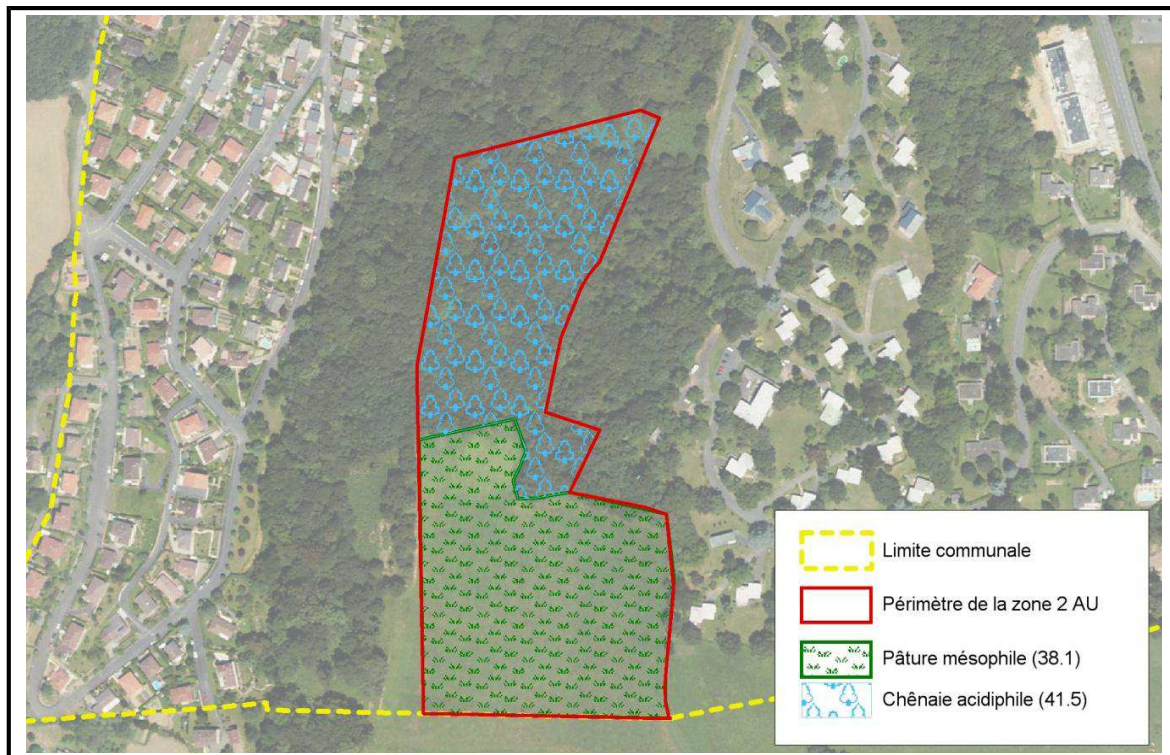 Limite communale
Périmètre de la zone 2 AU
Pâture mésophile (38.1)
Chênaie acidiphile (41.5)